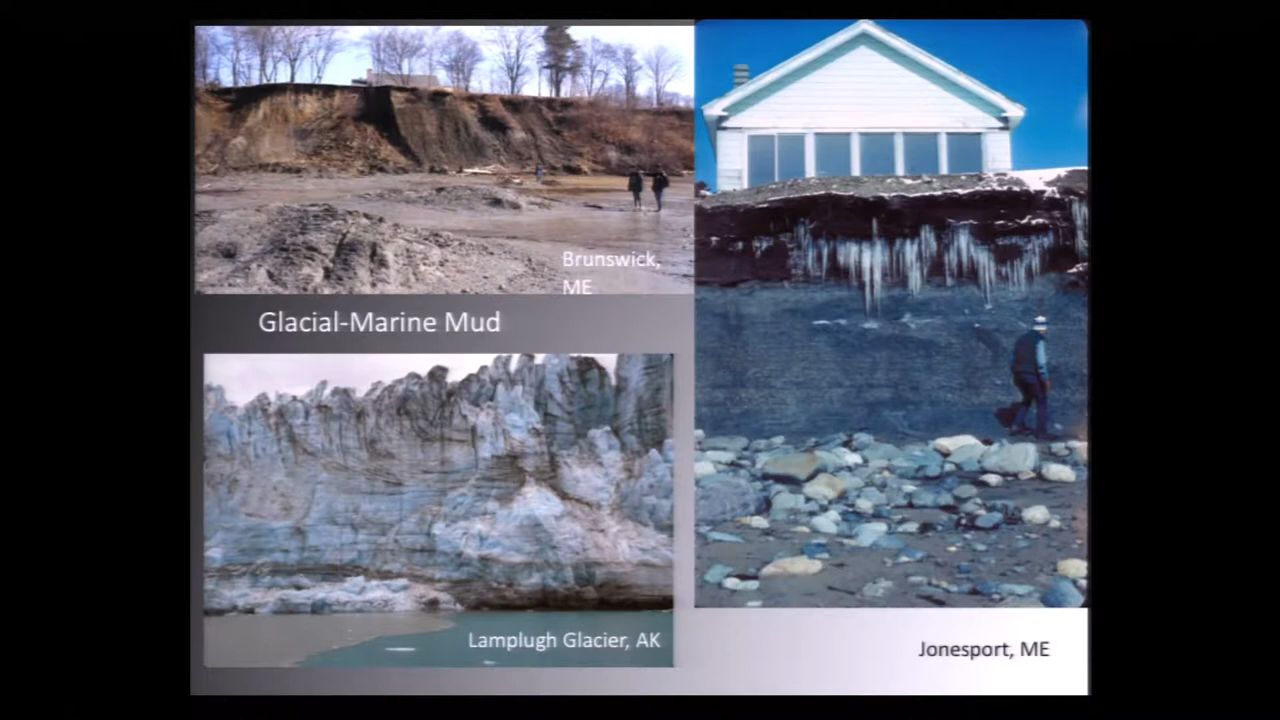 Brunswick,
ME
Glacial-Marine Mud
Lamplugh Glacier, AK
Jonesport, ME